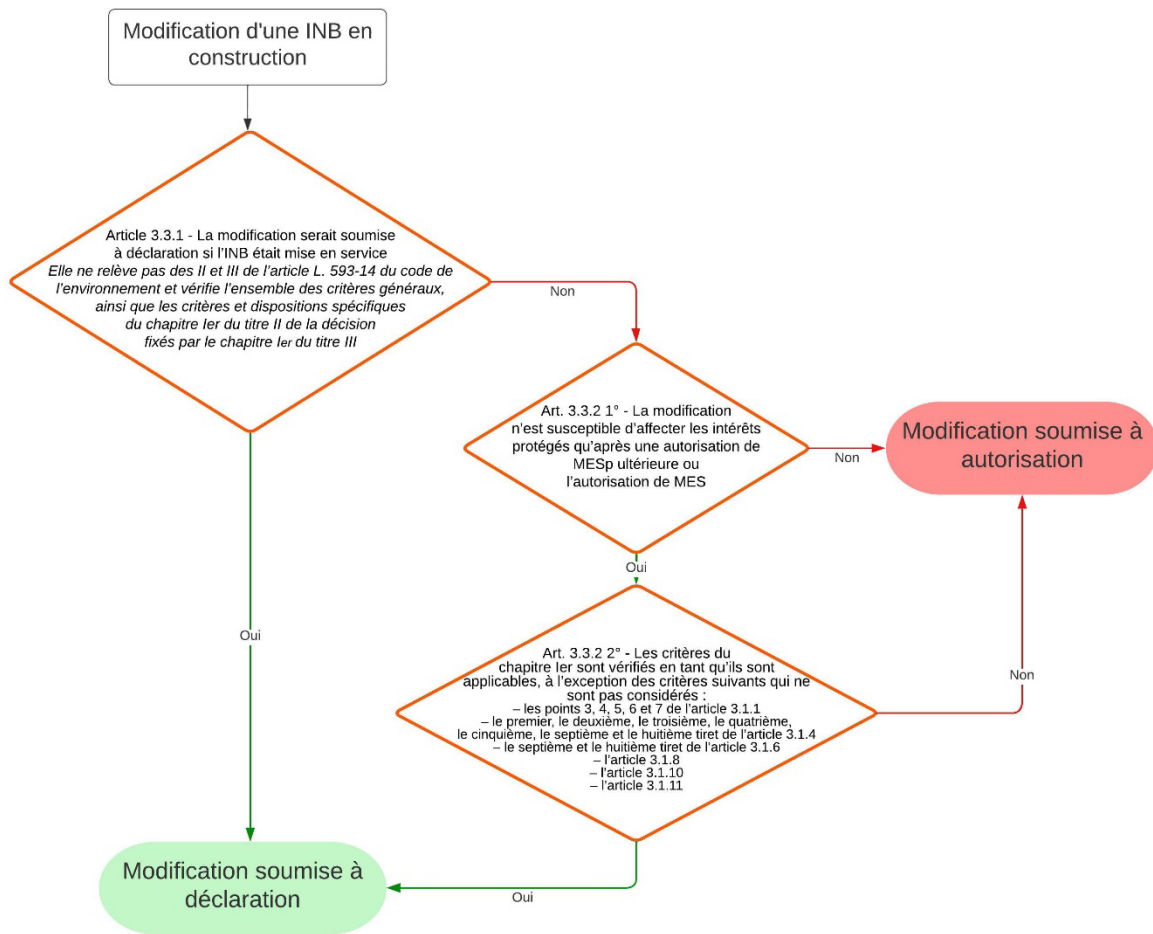 Modification d'une INB en
construction
Article 3.3.1 - La modification serait soumise
à déclaration si l'INB était mise en service
Elle ne relève pas des II et III de l'article L. 593-14 du code de
l'environnement et vérifie l'ensemble des critères généraux,
ainsi que les critères et dispositions spécifiques
du chapitre Ier du titre II de la décision
fixés par le chapitre Ier du titre III
Non
Art. 3.3.2 1° - La modification
n'est susceptible d'affecter les intérêts
protégés qu'après une autorisation de
MESp ultérieure ou
l'autorisation de MES
Non
Modification soumise à
autorisation
Oui
Oui
Art. 3.3.2 2° - Les critères du
chapitre Ier sont vérifiés en tant qu'ils sont
applicables, à l'exception des critères suivants qui ne
sont pas considérés :
– les points 3, 4, 5, 6 et 7 de l'article 3.1.1
– le premier, le deuxième, le troisième, le quatrième,
le cinquième, le septième et le huitième tiret de l'article 3.1.4
– le septième et le huitième tiret de l'article 3.1.6
– l'article 3.1.8
– l'article 3.1.10
– l'article 3.1.11
Non
Modification soumise à
déclaration
Oui